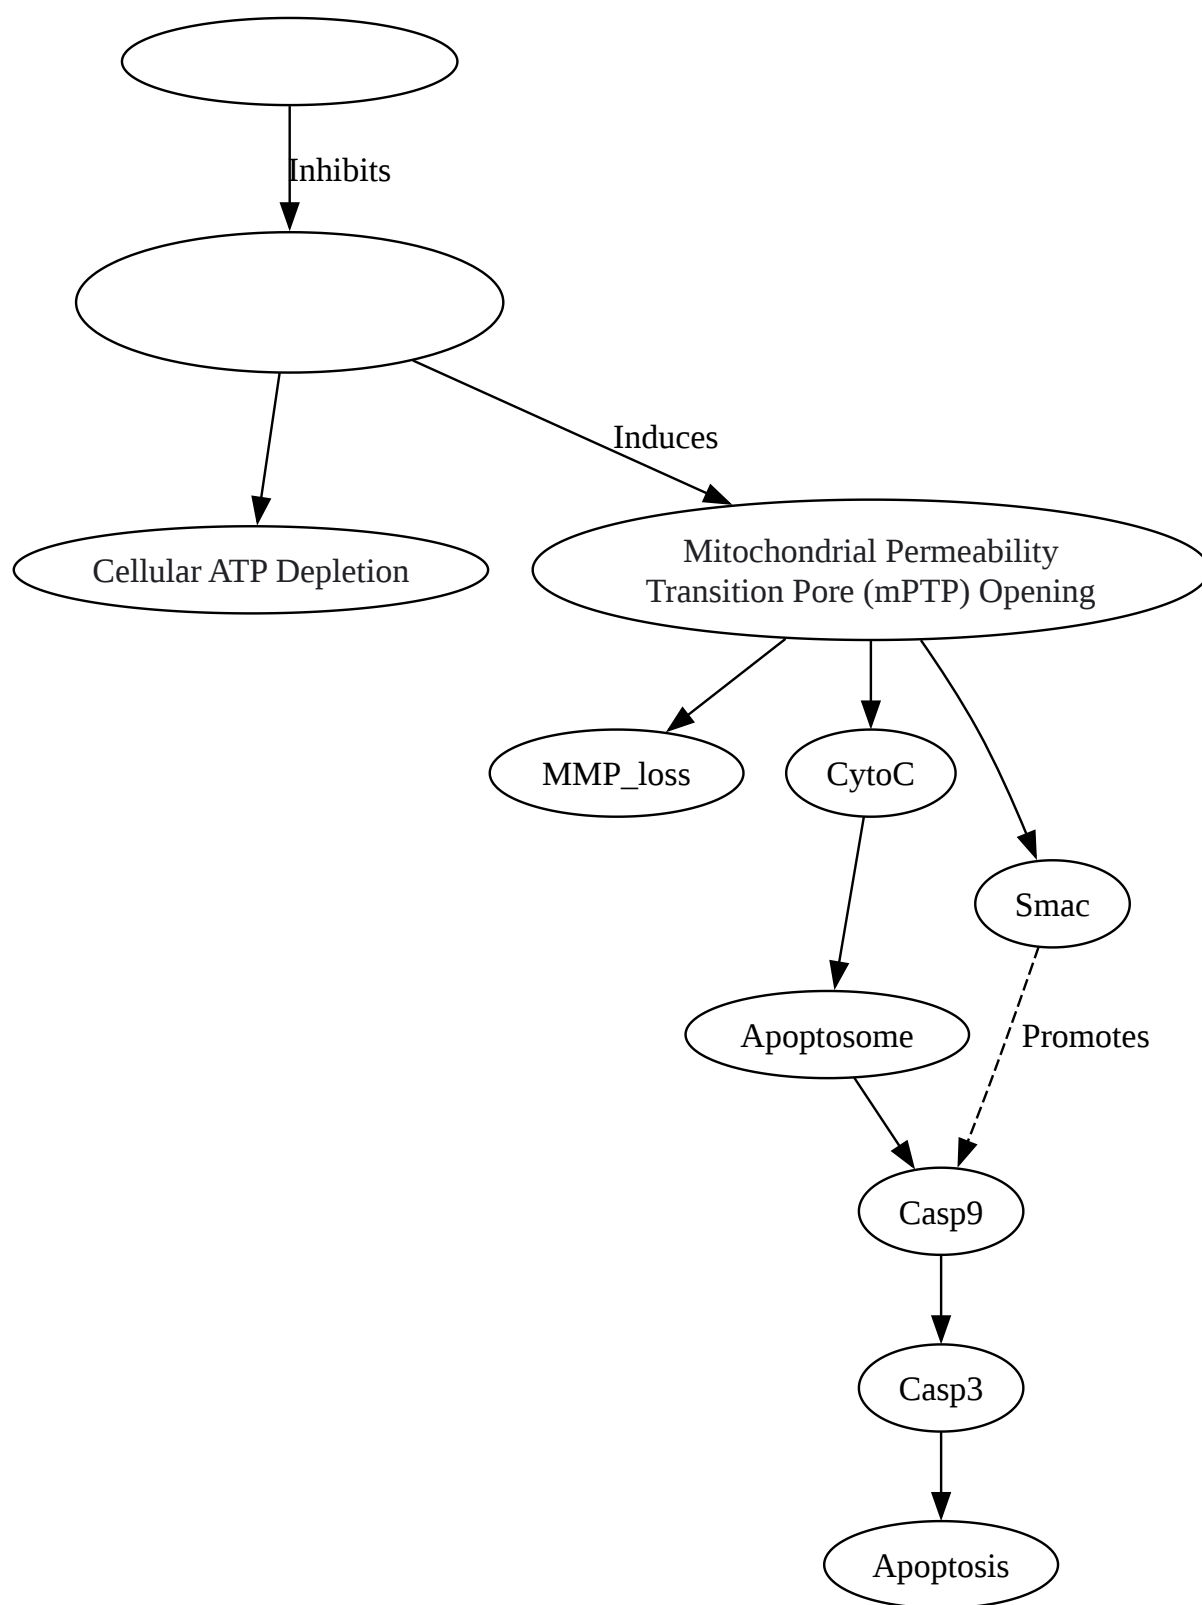 Inhibits
Induces
Cellular ATP Depletion
Mitochondrial Permeability
Transition Pore (mPTP) Opening
MMP_loss
CytoC
Smac
Apoptosome
Promotes
Casp9
Casp3
Apoptosis